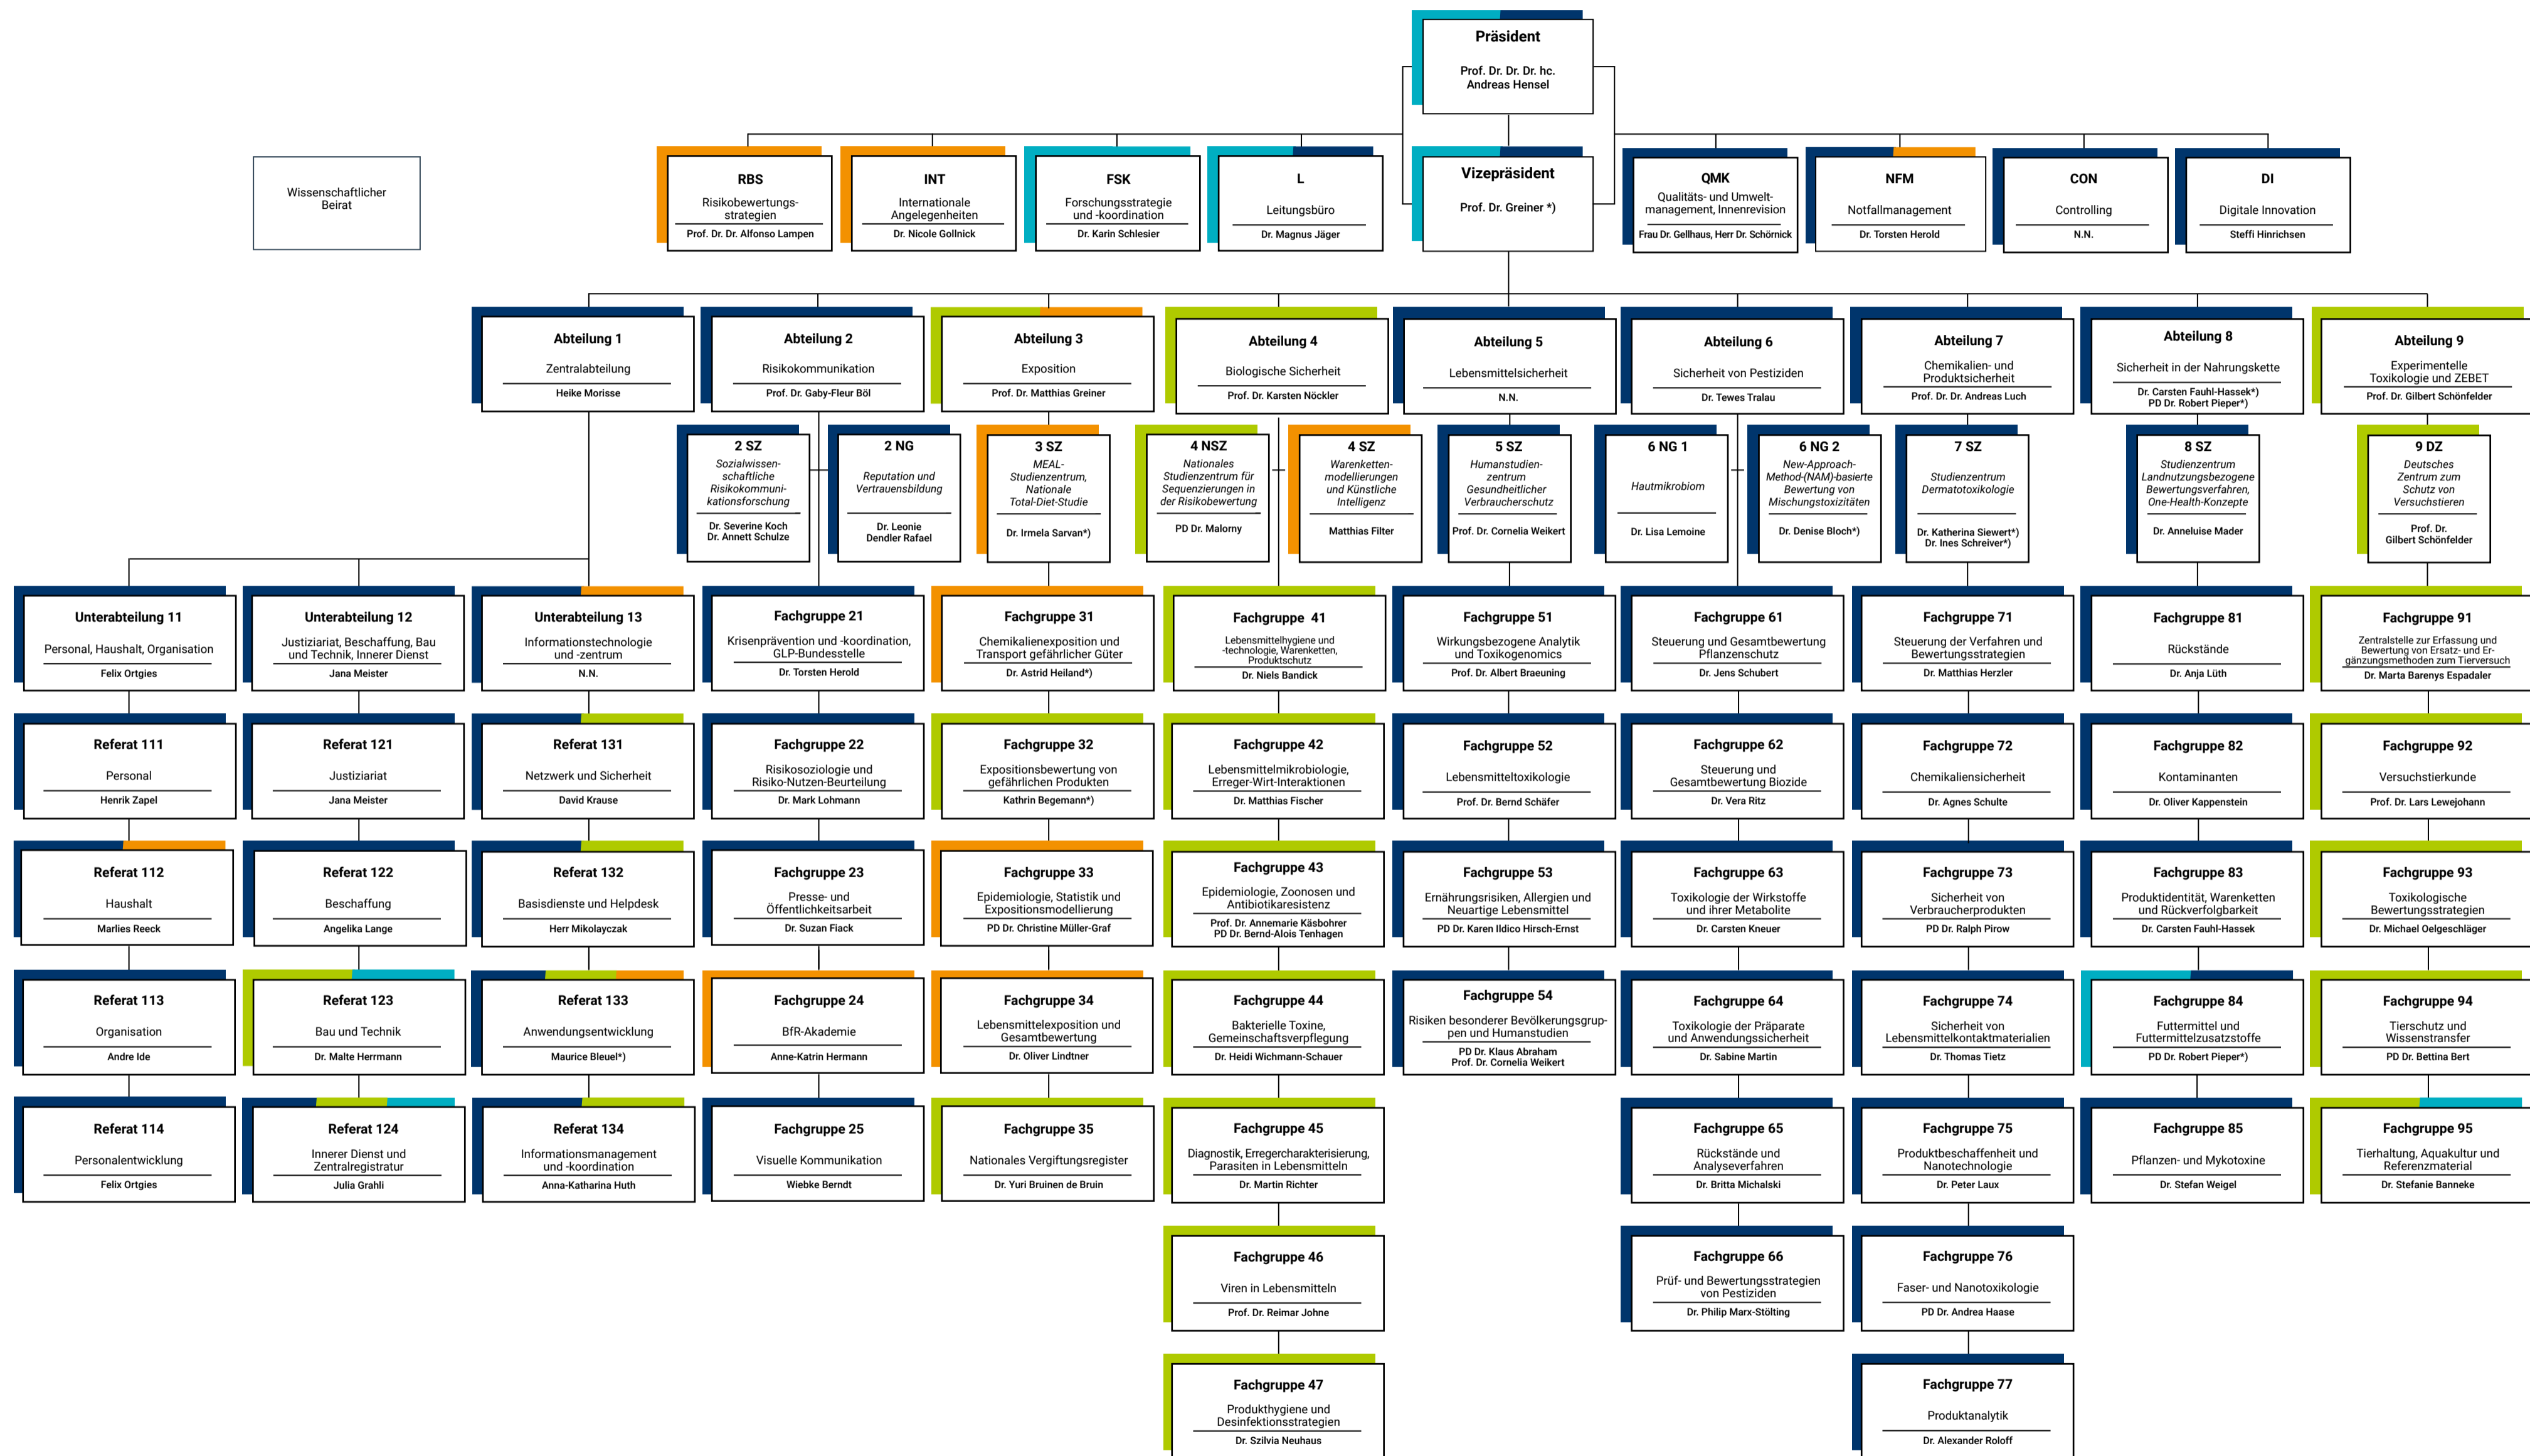 Präsident
Prof. Dr. Dr. Dr. hc.
Andreas Hensel
Wissenschaftlicher
Beirat
RBS
Risikobewertungs-
strategien
Prof. Dr. Dr. Alfonso Lampen
INT
Internationale
Angelegenheiten
Dr. Nicole Gollnick
FSK
Forschungsstrategie
und -koordination
Dr. Karin Schlesier
L
Leitungsbüro
Dr. Magnus Jäger
Vizepräsident
Prof. Dr. Greiner *)
QMK
Qualitäts- und Umwelt-
management, Innenrevision
Frau Dr. Gellhaus, Herr Dr. Schörnick
NFM
Notfallmanagement
Dr. Torsten Herold
CON
Controlling
N.N.
DI
Digitale Innovation
Steffi Hinrichsen
Abteilung 1
Zentralabteilung
Heike Morisse
Abteilung 2
Risikokommunikation
Prof. Dr. Gaby-Fleur Böl
Abteilung 3
Exposition
Prof. Dr. Matthias Greiner
Abteilung 4
Biologische Sicherheit
Prof. Dr. Karsten Nöckler
Abteilung 5
Lebensmittelsicherheit
N.N.
Abteilung 6
Sicherheit von Pestiziden
Dr. Tewes Tralau
Abteilung 7
Chemikalien- und
Produktsicherheit
Prof. Dr. Dr. Andreas Luch
Abteilung 8
Sicherheit in der Nahrungskette
Dr. Carsten Fauhl-Hassek*)
PD Dr. Robert Pieper*)
Abteilung 9
Experimentelle
Toxikologie und ZEBET
Prof. Dr. Gilbert Schönfelder
2 SZ
Sozialwissen-
schaftliche
Risikokommuni-
kationsforschung
Dr. Severine Koch
Dr. Annett Schulze
2 NG
Reputation und
Vertrauensbildung
Dr. Leonie
Dendler Rafael
3 SZ
MEAL-
Studienzentrum,
Nationale
Total-Diet-Studie
Dr. Irmela Sarvan*)
4 NSZ
Nationales
Studienzentrum für
Sequenzierungen in
der Risikobewertung
PD Dr. Malorny
4 SZ
Warenketten-
modellierungen
und Künstliche
Intelligenz
Matthias Filter
5 SZ
Humanstudien-
zentrum
Gesundheitlicher
Verbraucherschutz
Prof. Dr. Cornelia Weikert
6 NG 1
Hautmikrobiom
Dr. Lisa Lemoine
6 NG 2
New-Approach-
Method-(NAM)-basierte
Bewertung von
Mischungstoxizitäten
Dr. Denise Bloch*)
7 SZ
Studienzentrum
Dermatotoxikologie
Dr. Katherina Siewert*)
Dr. Ines Schreiver*)
8 SZ
Studienzentrum
Landnutzungsbezogene
Bewertungsverfahren,
One-Health-Konzepte
Dr. Anneluise Mader
9 DZ
Deutsches
Zentrum zum
Schutz von
Versuchstieren
Prof. Dr.
Gilbert Schönfelder
Unterabteilung 11
Personal, Haushalt, Organisation
Felix Ortgies
Unterabteilung 12
Justiziariat, Beschaffung, Bau
und Technik, Innerer Dienst
Jana Meister
Unterabteilung 13
Informationstechnologie
und -zentrum
N.N.
Fachgruppe 21
Krisenprävention und -koordination,
GLP-Bundesstelle
Dr. Torsten Herold
Fachgruppe 31
Chemikalienexposition und
Transport gefährlicher Güter
Dr. Astrid Heiland*)
Fachgruppe 41
Lebensmittelhygiene und
-technologie, Warenketten,
Produktschutz
Dr. Niels Bandick
Fachgruppe 51
Wirkungsbezogene Analytik
und Toxikogenomics
Prof. Dr. Albert Braeuning
Fachgruppe 61
Steuerung und Gesamtbewertung
Pflanzenschutz
Dr. Jens Schubert
Fachgruppe 71
Steuerung der Verfahren und
Bewertungsstrategien
Dr. Matthias Herzler
Fachgruppe 81
Rückstände
Dr. Anja Lüth
Fachgruppe 91
Zentralstelle zur Erfassung und
Bewertung von Ersatz- und Er-
gänzungsmethoden zum Tierversuch
Dr. Marta Barenys Espadaler
Referat 111
Personal
Henrik Zapel
Referat 121
Justiziariat
Jana Meister
Referat 131
Netzwerk und Sicherheit
David Krause
Fachgruppe 22
Risikosoziologie und
Risiko-Nutzen-Beurteilung
Dr. Mark Lohmann
Fachgruppe 32
Expositionsbewertung von
gefährlichen Produkten
Kathrin Begemann*)
Fachgruppe 42
Lebensmittelmikrobiologie,
Erreger-Wirt-Interaktionen
Dr. Matthias Fischer
Fachgruppe 52
Lebensmitteltoxikologie
Prof. Dr. Bernd Schäfer
Fachgruppe 62
Steuerung und
Gesamtbewertung Biozide
Dr. Vera Ritz
Fachgruppe 72
Chemikaliensicherheit
Dr. Agnes Schulte
Fachgruppe 82
Kontaminanten
Dr. Oliver Kappenstein
Fachgruppe 92
Versuchstierkunde
Prof. Dr. Lars Lewejohann
Referat 112
Haushalt
Marlies Reeck
Referat 122
Beschaffung
Angelika Lange
Referat 132
Basisdienste und Helpdesk
Herr Mikolayczak
Fachgruppe 23
Presse- und
Öffentlichkeitsarbeit
Dr. Suzan Fiack
Fachgruppe 33
Epidemiologie, Statistik und
Expositionsmodellierung
PD Dr. Christine Müller-Graf
Fachgruppe 43
Epidemiologie, Zoonosen und
Antibiotikaresistenz
Prof. Dr. Annemarie Käsbohrer
PD Dr. Bernd-Alois Tenhagen
Fachgruppe 53
Ernährungsrisiken, Allergien und
Neuartige Lebensmittel
PD Dr. Karen Ildico Hirsch-Ernst
Fachgruppe 63
Toxikologie der Wirkstoffe
und ihrer Metabolite
Dr. Carsten Kneuer
Fachgruppe 73
Sicherheit von
Verbraucherprodukten
PD Dr. Ralph Pirow
Fachgruppe 83
Produktidentität, Warenketten
und Rückverfolgbarkeit
Dr. Carsten Fauhl-Hassek
Fachgruppe 93
Toxikologische
Bewertungsstrategien
Dr. Michael Oelgeschläger
Referat 113
Organisation
Andre Ide
Referat 123
Bau und Technik
Dr. Malte Herrmann
Referat 133
Anwendungsentwicklung
Maurice Bleuel*)
Fachgruppe 24
BfR-Akademie
Anne-Katrin Hermann
Fachgruppe 34
Lebensmittelexposition und
Gesamtbewertung
Dr. Oliver Lindtner
Fachgruppe 44
Bakterielle Toxine,
Gemeinschaftsverpflegung
Dr. Heidi Wichmann-Schauer
Fachgruppe 54
Risiken besonderer Bevölkerungsgrup-
pen und Humanstudien
PD Dr. Klaus Abraham
Prof. Dr. Cornelia Weikert
Fachgruppe 64
Toxikologie der Präparate
und Anwendungssicherheit
Dr. Sabine Martin
Fachgruppe 74
Sicherheit von
Lebensmittelkontaktmaterialien
Dr. Thomas Tietz
Fachgruppe 84
Futtermittel und
Futtermittelzusatzstoffe
PD Dr. Robert Pieper*)
Fachgruppe 94
Tierschutz und
Wissenstransfer
PD Dr. Bettina Bert
Referat 114
Personalentwicklung
Felix Ortgies
Referat 124
Innerer Dienst und
Zentralregistratur
Julia Grahli
Referat 134
Informationsmanagement
und -koordination
Anna-Katharina Huth
Fachgruppe 25
Visuelle Kommunikation
Wiebke Berndt
Fachgruppe 35
Nationales Vergiftungsregister
Dr. Yuri Bruinen de Bruin
Fachgruppe 45
Diagnostik, Erregercharakterisierung,
Parasiten in Lebensmitteln
Dr. Martin Richter
Fachgruppe 65
Rückstände und
Analyseverfahren
Dr. Britta Michalski
Fachgruppe 75
Produktbeschaffenheit und
Nanotechnologie
Dr. Peter Laux
Fachgruppe 85
Pflanzen- und Mykotoxine
Dr. Stefan Weigel
Fachgruppe 95
Tierhaltung, Aquakultur und
Referenzmaterial
Dr. Stefanie Banneke
Fachgruppe 46
Viren in Lebensmitteln
Prof. Dr. Reimar Johne
Fachgruppe 66
Prüf- und Bewertungsstrategien
von Pestiziden
Dr. Philip Marx-Stölting
Fachgruppe 76
Faser- und Nanotoxikologie
PD Dr. Andrea Haase
Fachgruppe 47
Produkthygiene und
Desinfektionsstrategien
Dr. Szilvia Neuhaus
Fachgruppe 77
Produktanalytik
Dr. Alexander Roloff